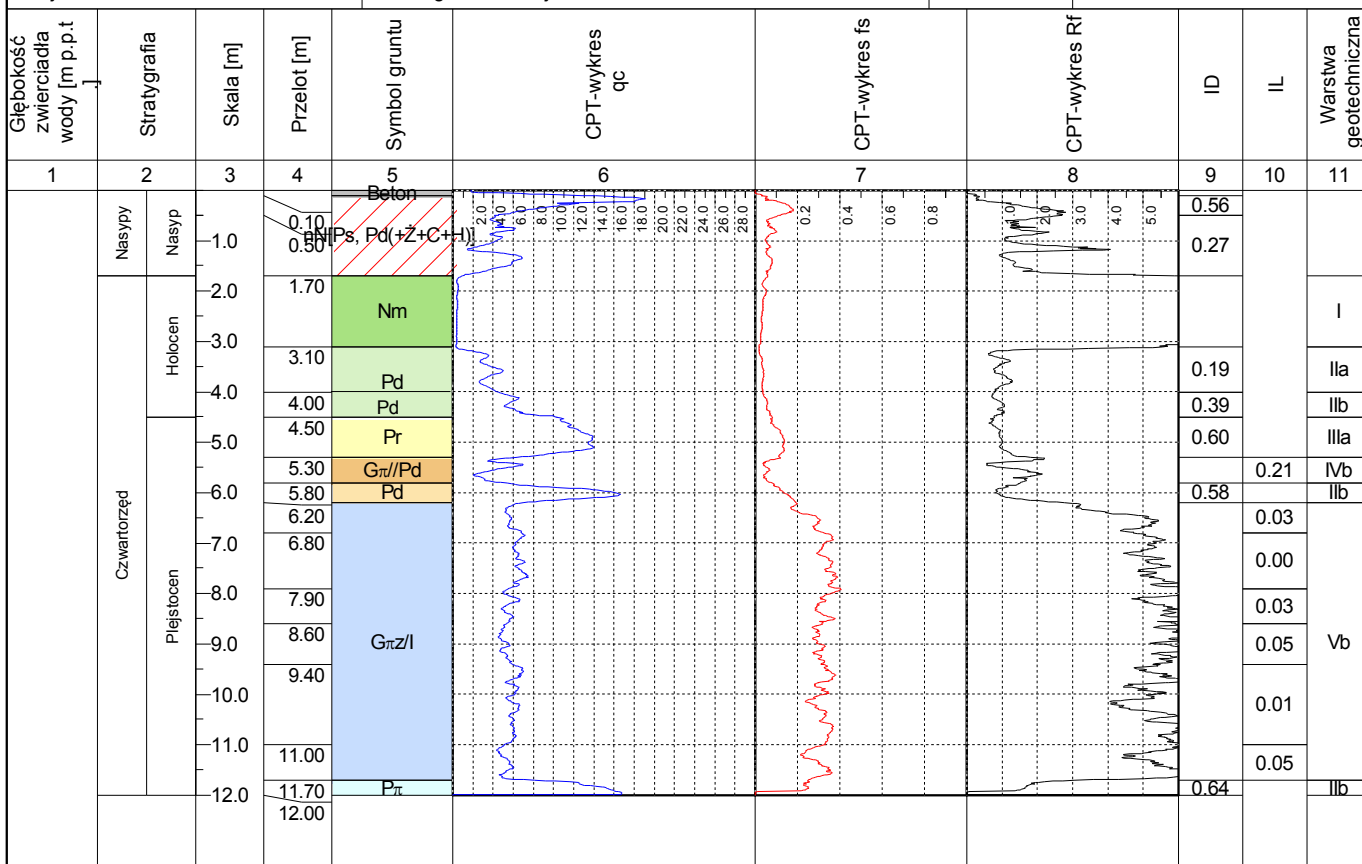 Głębokość
zwierciadła
wody [m p.p.t
.]
Stratygrafia
Skala [m]
Przelot [m]
Symbol gruntu
CPT-wykres
qc
CPT-wykres fs
CPT-wykres Rf
ID
IL
Warstwa
geotechniczna
1 2 3 4 5 6 7 8 9 10 11
Beton
2.0 4.0 6.0 8.0 10.0 12.0 14.0 16.0 18.0 20.0 22.0 24.0 26.0 28.0
0.2 0.4 0.6 0.8
1.0 2.0 3.0 4.0 5.0
Nasypy
Nasyp
0.10
0.50
nN[Ps, Pd(+Ż+C+H)]
0.56
0.27
1.0
1.70
2.0
Nm
I
3.0
Holocen
3.10
Pd
0.19
IIa
4.0
4.00
Pd
0.39
IIb
4.50
Pr
0.60
IIIa
5.0
5.30
Gπ//Pd
0.21
IVb
5.80
Pd
0.58
IIb
6.0
Czwartorzęd
Plejstocen
6.20
0.03
6.80
7.0
0.00
7.90
8.0
0.03
8.60
Gπz/I
0.05
Vb
9.0
9.40
10.0
0.01
11.0
11.00
0.05
11.70
Pπ
0.64
IIb
12.0
12.00